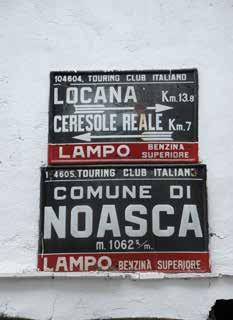 104604. TOURING CLUB ITALIANO
LOCANA Km.13.8
CERESOLE REALE Km.7
LAMPO BENZINA SUPERIORE
1 4605. TOURING CLUB ITALIANO
COMUNE DI
NOASCA
m. 1062 s/m.
LAMPO BENZINA SUPERIORE